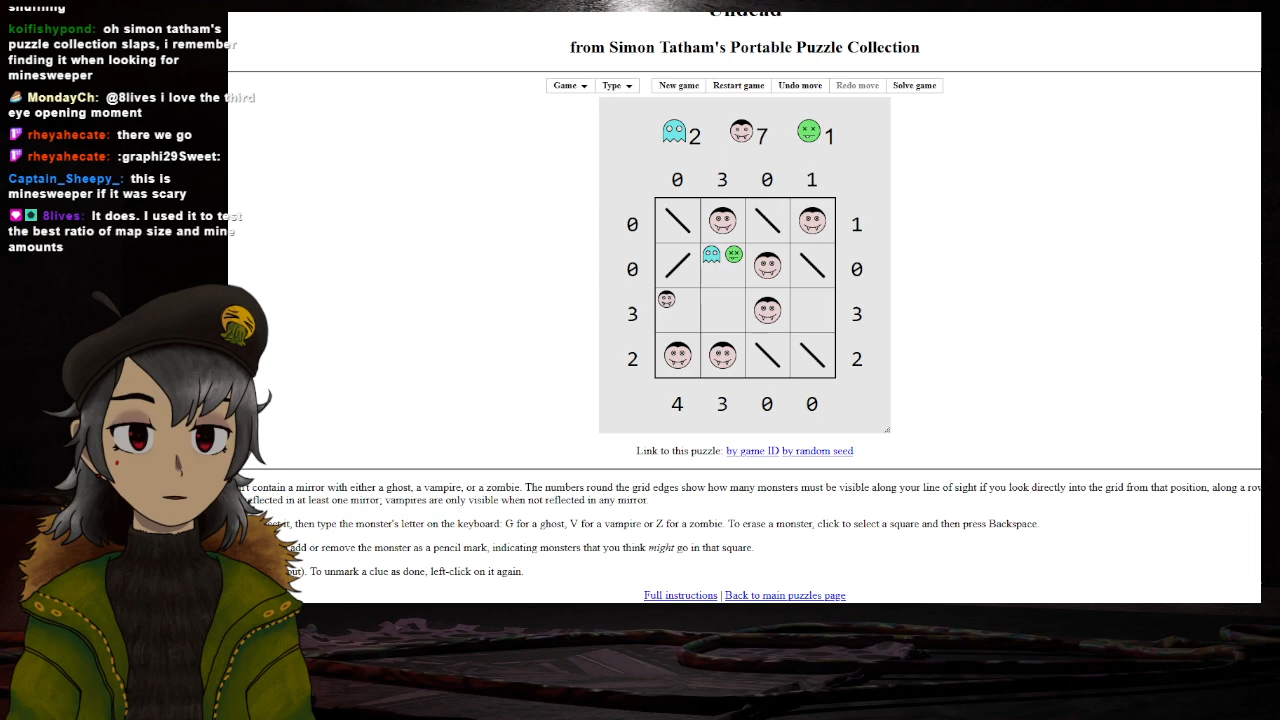 koifishypond: oh simon tatham's
puzzle collection slaps, i remember
finding it when looking for
minesweeper
MondayCh: @8lives i love the third
eye opening moment
rheyahecate: there we go
rheyahecate: :graphi29Sweet:
Captain_Sheepy_: this is
minesweeper if it was scary
8lives: It does. I used it to test
the best ratio of map size and mine
amounts
Undead
from Simon Tatham's Portable Puzzle Collection
Game Type New game Restart game Undo move Redo move Solve game
2 7 1
0 3 0 1
0 1
0 0
3 3
2 2
4 3 0 0
Link to this puzzle: by game ID by random seed
contain a mirror with either a ghost, a vampire, or a zombie. The numbers round the grid edges show how many monsters must be visible along your line of sight if you look directly into the grid from that position, along a row
eflected in at least one mirror; vampires are only visible when not reflected in any mirror.
t, then type the monster's letter on the keyboard: G for a ghost, V for a vampire or Z for a zombie. To erase a monster, click to select a square and then press Backspace.
add or remove the monster as a pencil mark, indicating monsters that you think might go in that square.
out). To unmark a clue as done, left-click on it again.
Full instructions | Back to main puzzles page